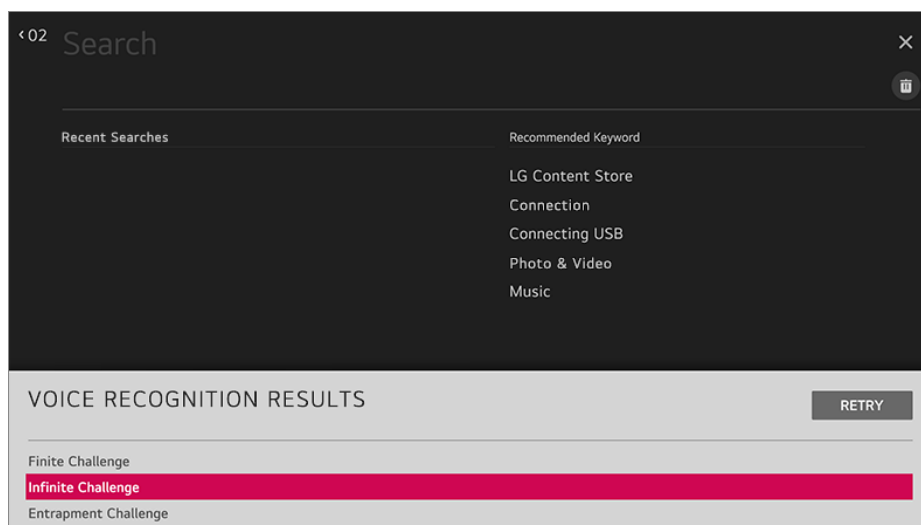 ‹02
Search
Recent Searches
Recommended Keyword
LG Content Store
Connection
Connecting USB
Photo & Video
Music
VOICE RECOGNITION RESULTS
RETRY
Finite Challenge
Infinite Challenge
Entrapment Challenge